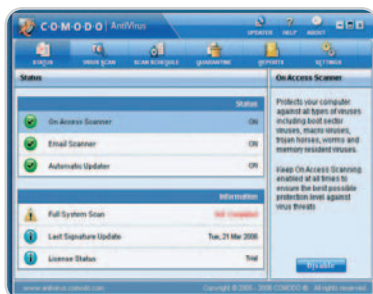 C·O·M·O·D·O | AntiVirus
UPDATES HELP ABOUT
STATUS VIRUS SCAN SCAN SCHEDULE QUARANTINE REPORTS SETTINGS
Status
Status
On Access Scanner ON
Email Scanner ON
Automatic Updater ON
Information
Full System Scan Not Completed
Last Signature Update Tue, 21 Mar 2006
License Status Trial
On Access Scanner
Protects your computer
against all types of viruses
including boot sector
viruses, macro viruses,
trojan horses, worms and
memory resident viruses.
Keep On Access Scanning
enabled at all times to
ensure the best possible
protection level against
virus threats
Disable
www.antivirus.comodo.com Copyright © 2005 - 2006 COMODO ®. All rights reserved